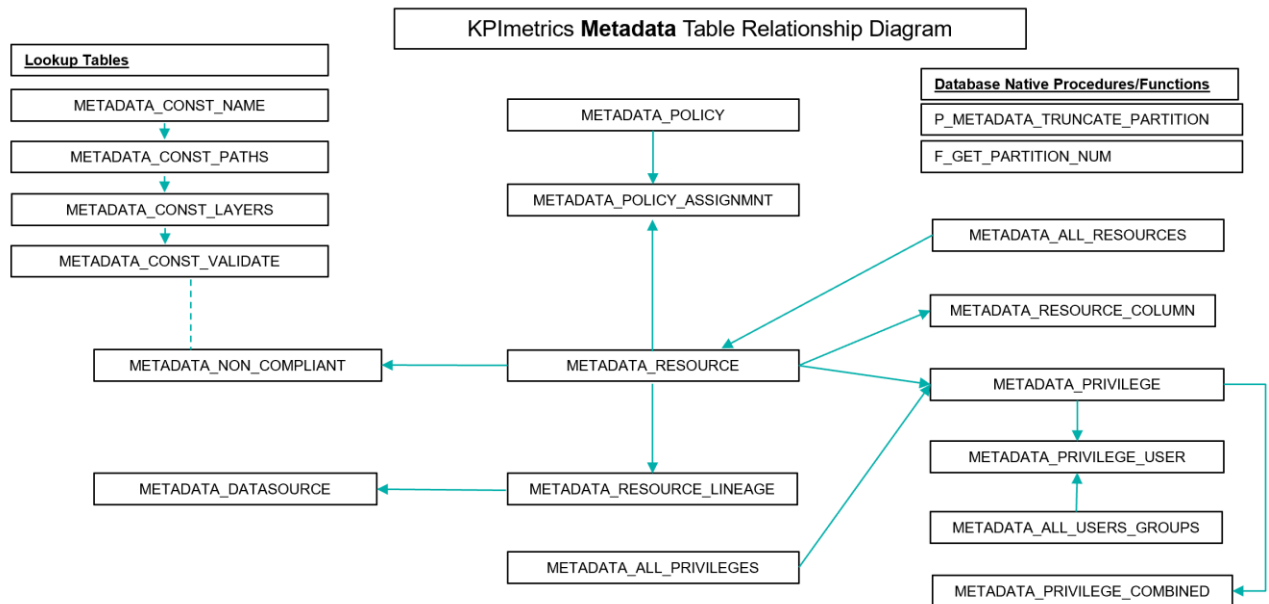 KPImetrics Metadata Table Relationship Diagram
Lookup Tables
METADATA_CONST_NAME
METADATA_CONST_PATHS
METADATA_CONST_LAYERS
METADATA_CONST_VALIDATE
METADATA_POLICY
METADATA_POLICY_ASSIGNMNT
Database Native Procedures/Functions
P_METADATA_TRUNCATE_PARTITION
F_GET_PARTITION_NUM
METADATA_ALL_RESOURCES
METADATA_RESOURCE_COLUMN
METADATA_NON_COMPLIANT
METADATA_RESOURCE
METADATA_PRIVILEGE
METADATA_PRIVILEGE_USER
METADATA_DATASOURCE
METADATA_RESOURCE_LINEAGE
METADATA_ALL_USERS_GROUPS
METADATA_ALL_PRIVILEGES
METADATA_PRIVILEGE_COMBINED